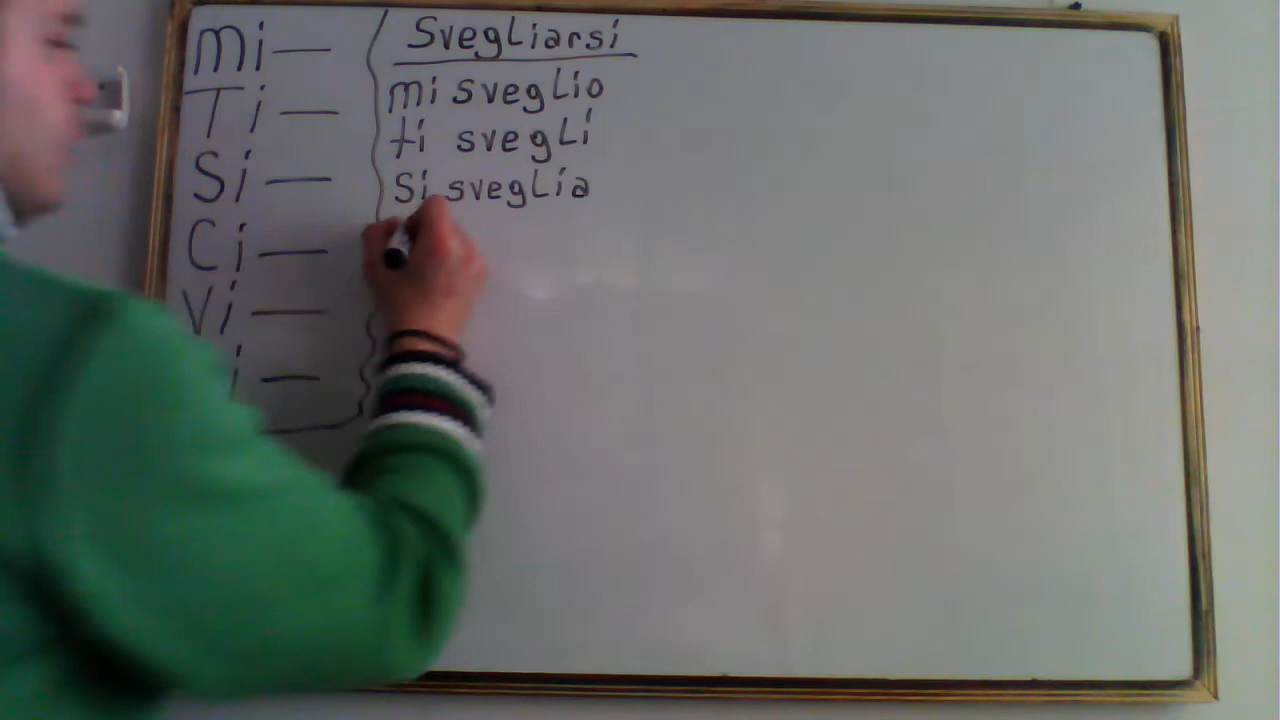 mi —
Ti —
Si —
Ci —
Vi —
i —
Svegliarsi
mi sveglio
ti svegli
Si sveglia